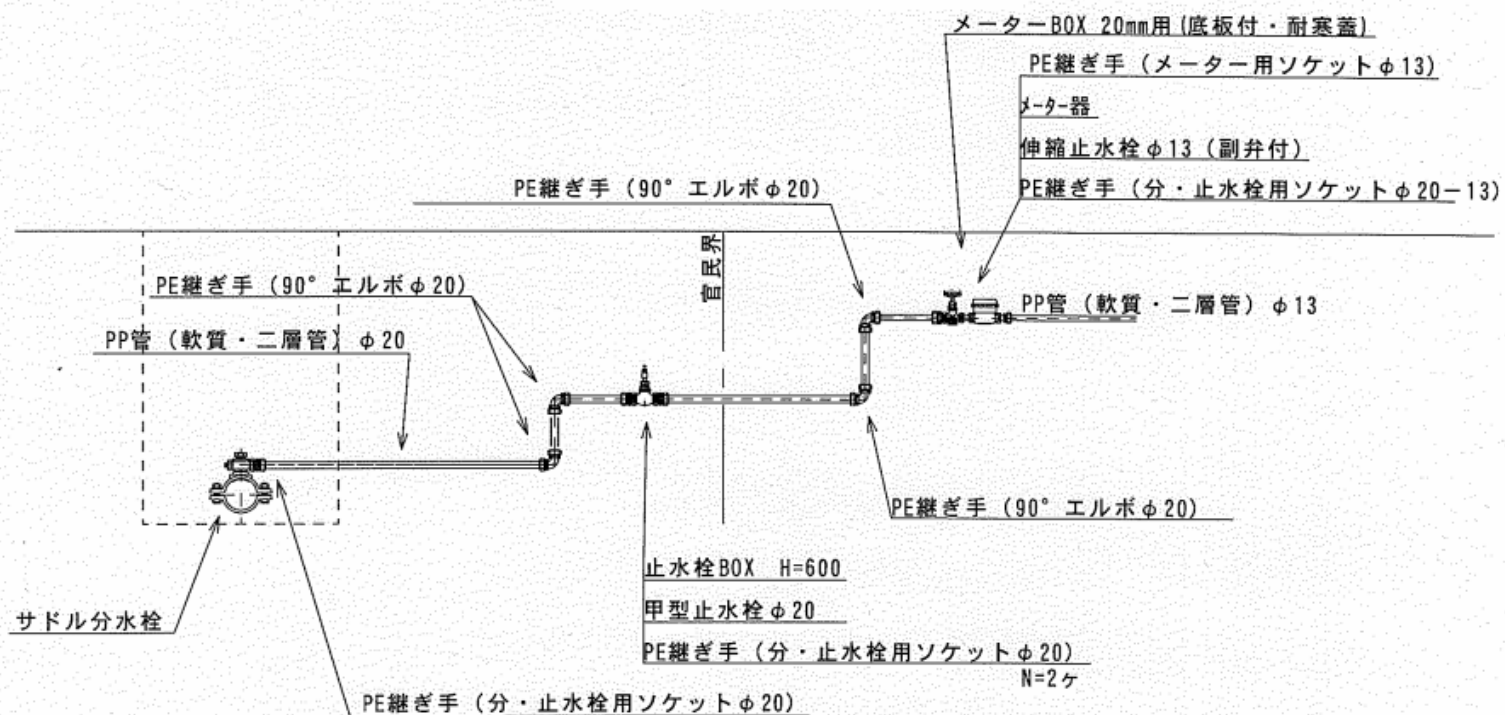 メーターBOX 20mm用(底板付・耐寒蓋)
PE継ぎ手(メーター用ソケットφ13)
メーター器
伸縮止水栓φ13(副弁付)
PE継ぎ手(90°エルボφ20)
PE継ぎ手(分・止水栓用ソケットφ20-13)
官民界
PE継ぎ手(90°エルボφ20)
PP管(軟質・二層管)φ13
PP管(軟質・二層管)φ20
PE継ぎ手(90°エルボφ20)
止水栓BOX H=600
甲型止水栓φ20
サドル分水栓
PE継ぎ手(分・止水栓用ソケットφ20)
N=2ヶ
PE継ぎ手(分・止水栓用ソケットφ20)